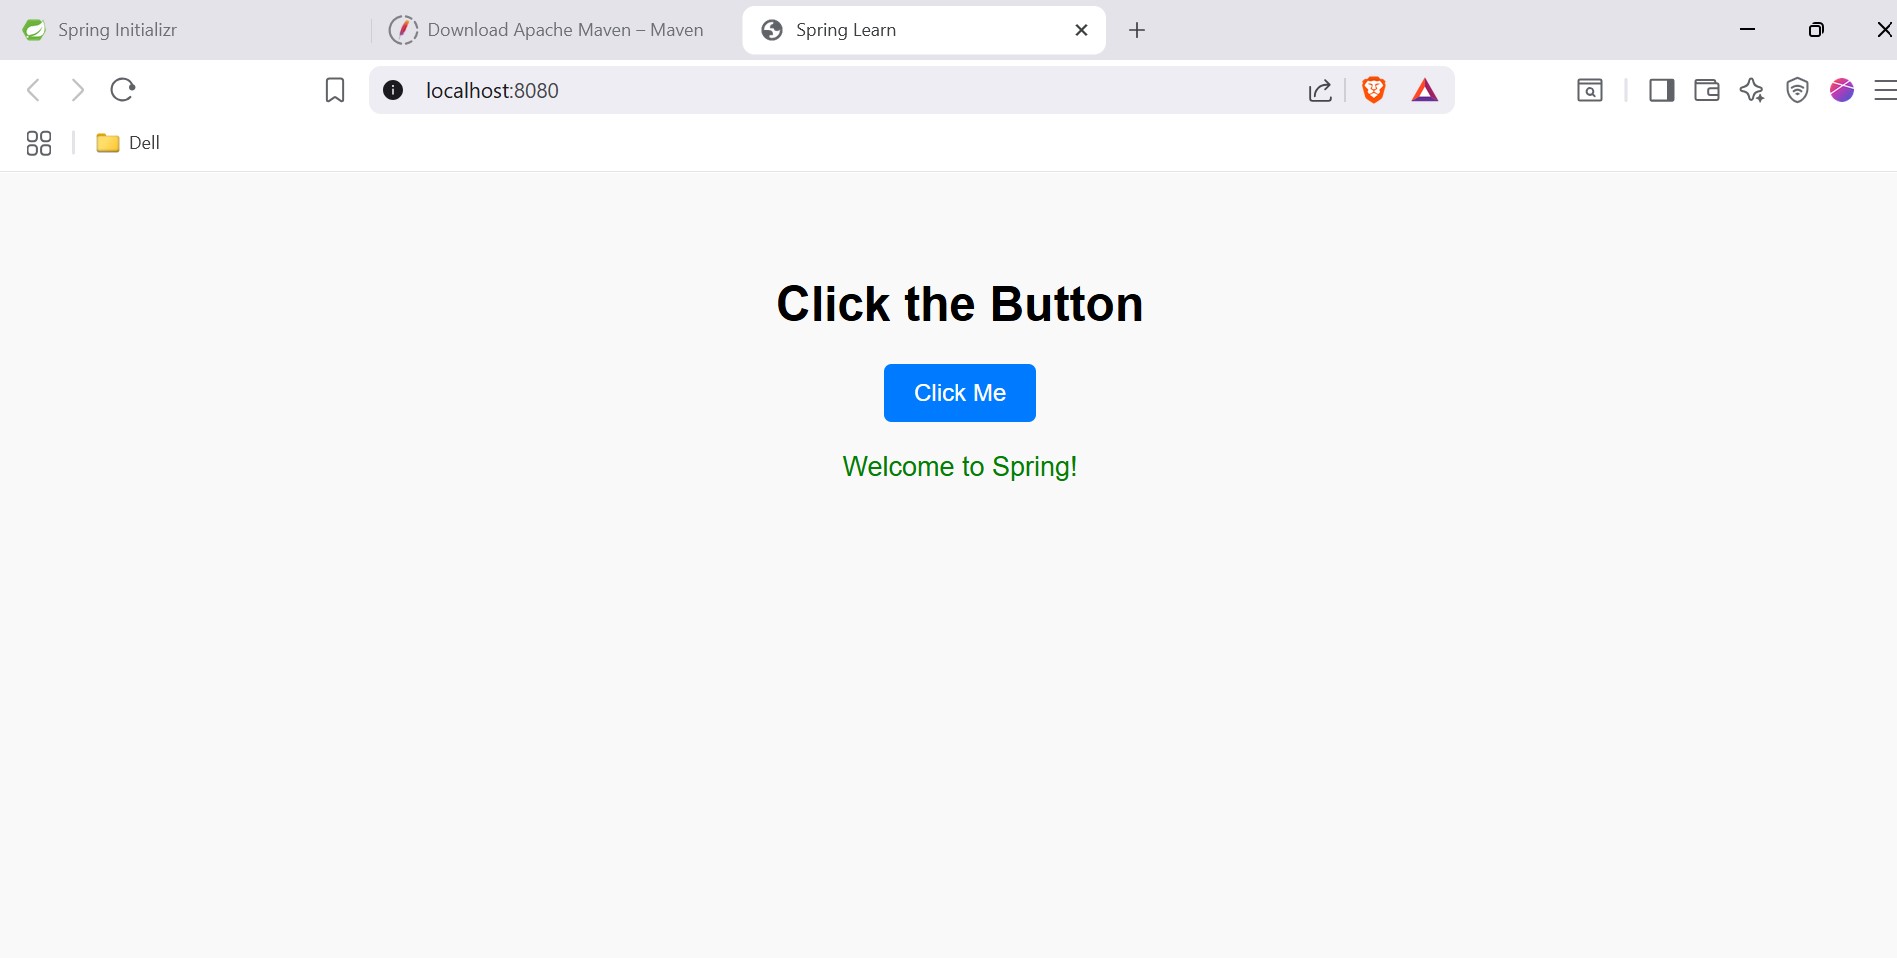 Spring Initializr
Download Apache Maven – Maven
Spring Learn
localhost:8080
Dell
Click the Button
Click Me
Welcome to Spring!